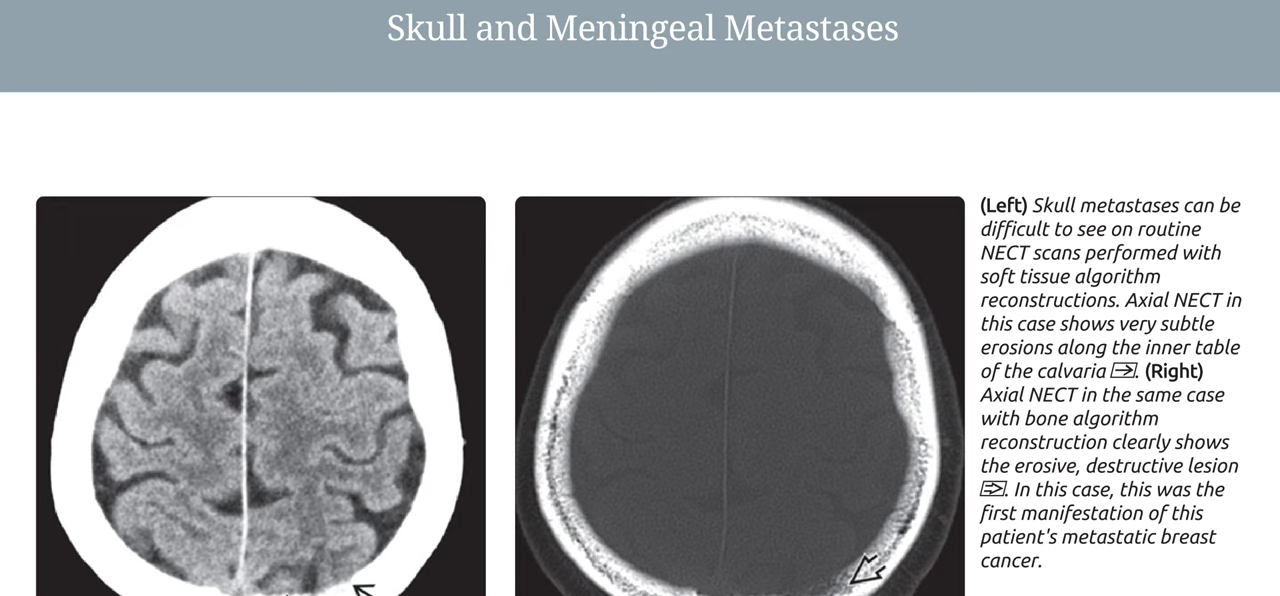 Skull and Meningeal Metastases
(Left) Skull metastases can be
difficult to see on routine
NECT scans performed with
soft tissue algorithm
reconstructions. Axial NECT in
this case shows very subtle
erosions along the inner table
of the calvaria. (Right)
Axial NECT in the same case
with bone algorithm
reconstruction clearly shows
the erosive, destructive lesion
. In this case, this was the
first manifestation of this
patient's metastatic breast
cancer.